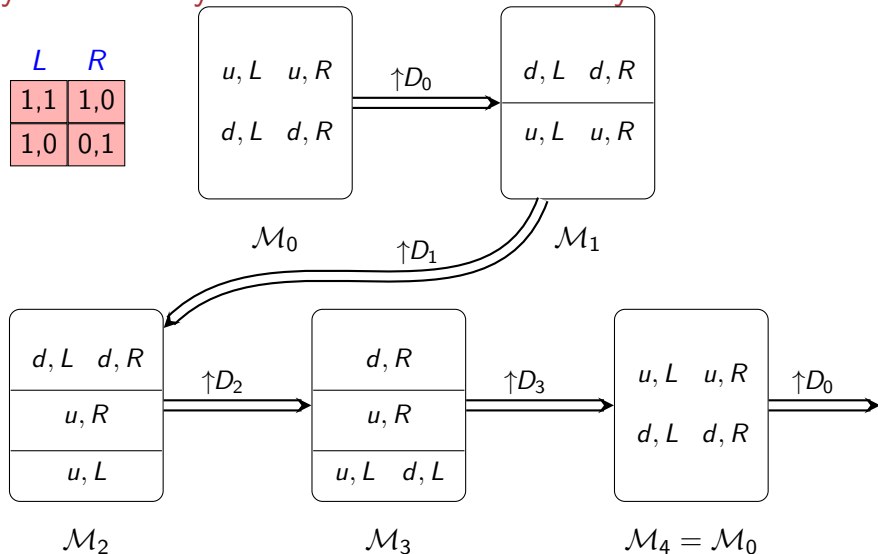 L R
1,1 1,0
1,0 0,1
u, L u, R
d, L d, R
M₀
↑D₀
d, L d, R
u, L u, R
M₁
↑D₁
d, L d, R
u, R
u, L
M₂
↑D₂
d, R
u, R
u, L d, L
M₃
↑D₃
u, L u, R
d, L d, R
M₄ = M₀
↑D₀